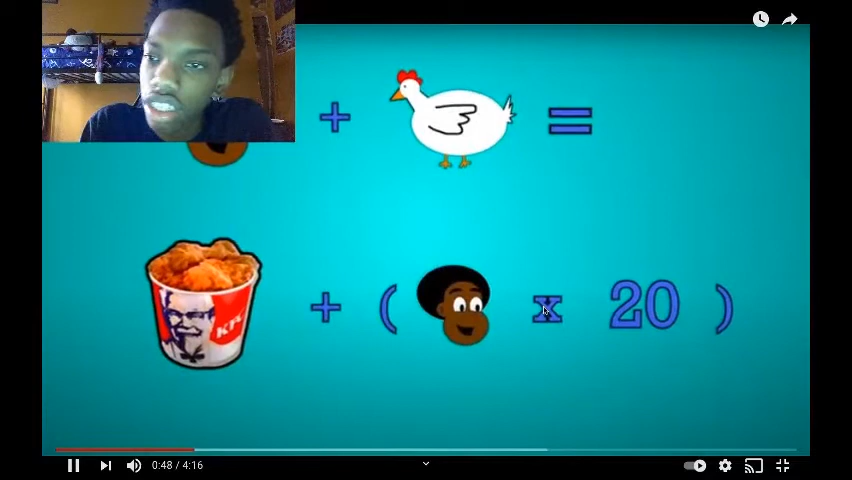 + =
KFC
+ ( x 20 )
0:48 / 4:16